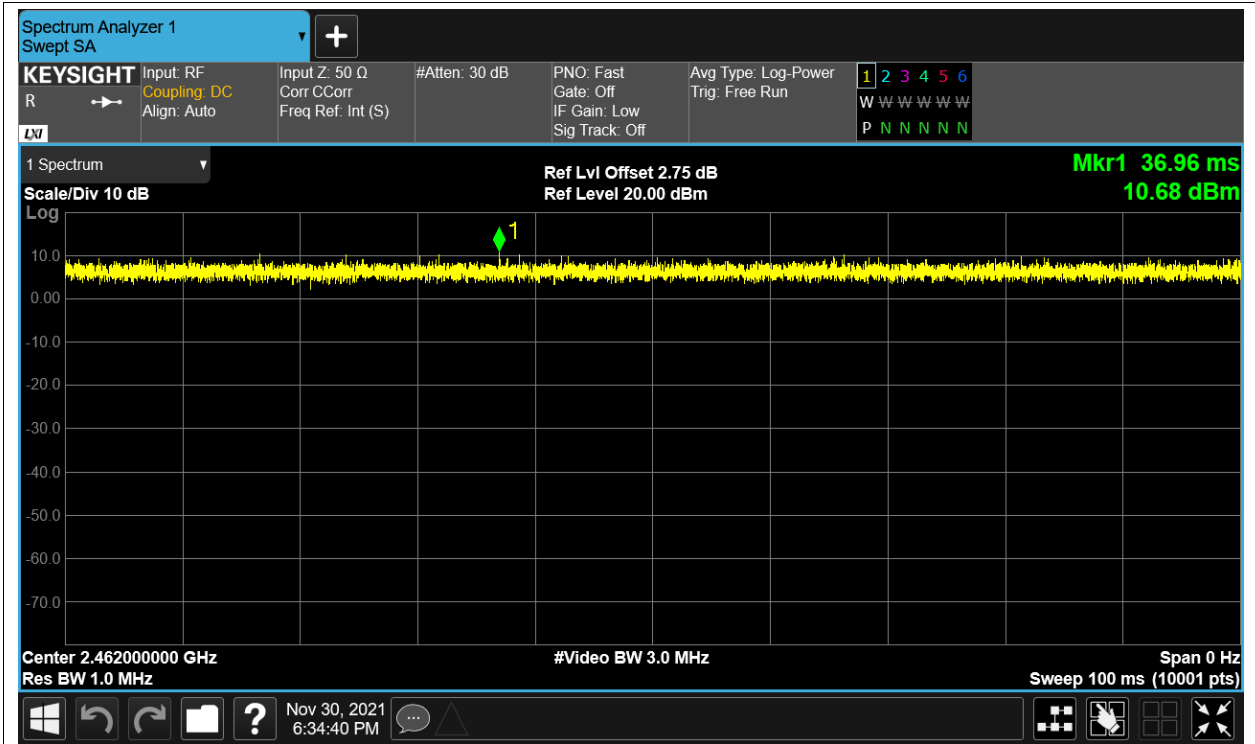 Spectrum Analyzer 1
Swept SA
KEYSIGHT
R
LXI
Input: RF
Coupling: DC
Align: Auto
Input Z: 50 Ω
Corr CCorr
Freq Ref: Int (S)
#Atten: 30 dB
PNO: Fast
Gate: Off
IF Gain: Low
Sig Track: Off
Avg Type: Log-Power
Trig: Free Run
1 2 3 4 5 6
W W W W W W
P N N N N N
1 Spectrum
Scale/Div 10 dB
Ref Lvl Offset 2.75 dB
Ref Level 20.00 dBm
Mkr1 36.96 ms
10.68 dBm
Log
1
10.0
0.00
-10.0
-20.0
-30.0
-40.0
-50.0
-60.0
-70.0
Center 2.462000000 GHz
Res BW 1.0 MHz
#Video BW 3.0 MHz
Span 0 Hz
Sweep 100 ms (10001 pts)
?
Nov 30, 2021
6:34:40 PM